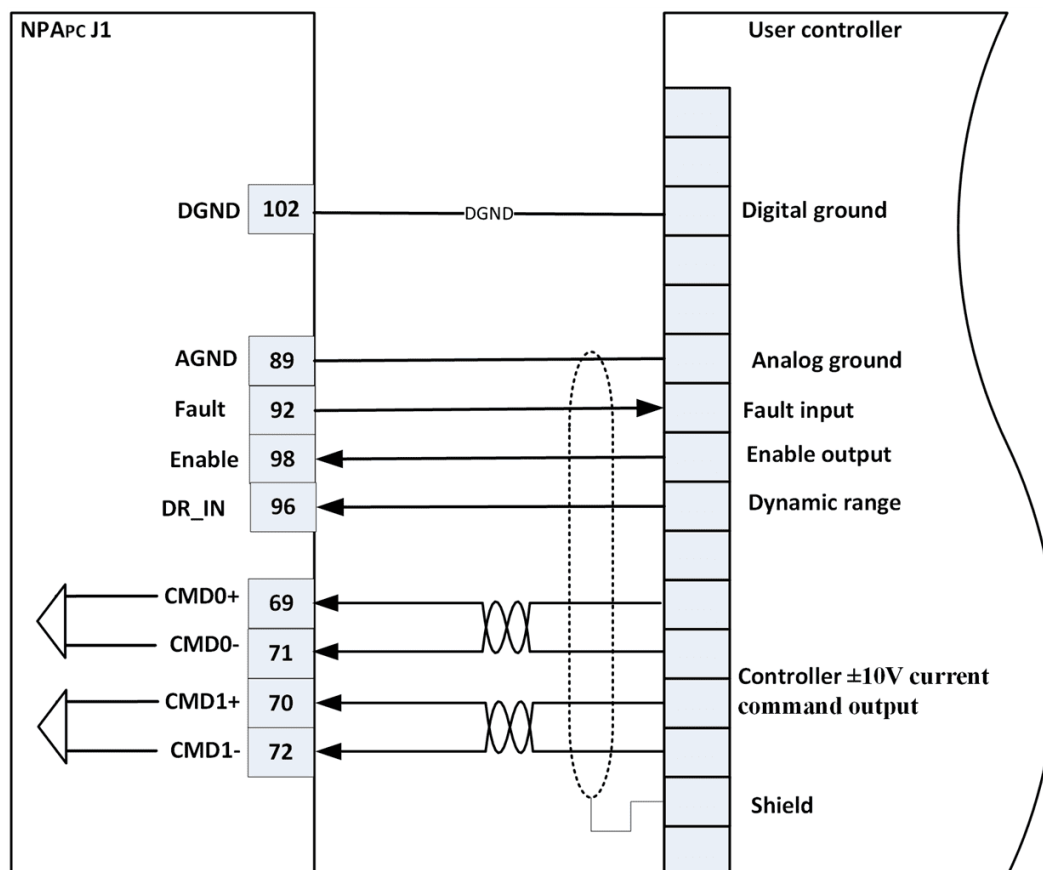 NPAPC J1
User controller
DGND 102 DGND Digital ground
AGND 89 Analog ground
Fault 92 Fault input
Enable 98 Enable output
DR_IN 96 Dynamic range
CMD0+ 69
CMD0- 71
CMD1+ 70
Controller ±10V current
command output
CMD1- 72
Shield